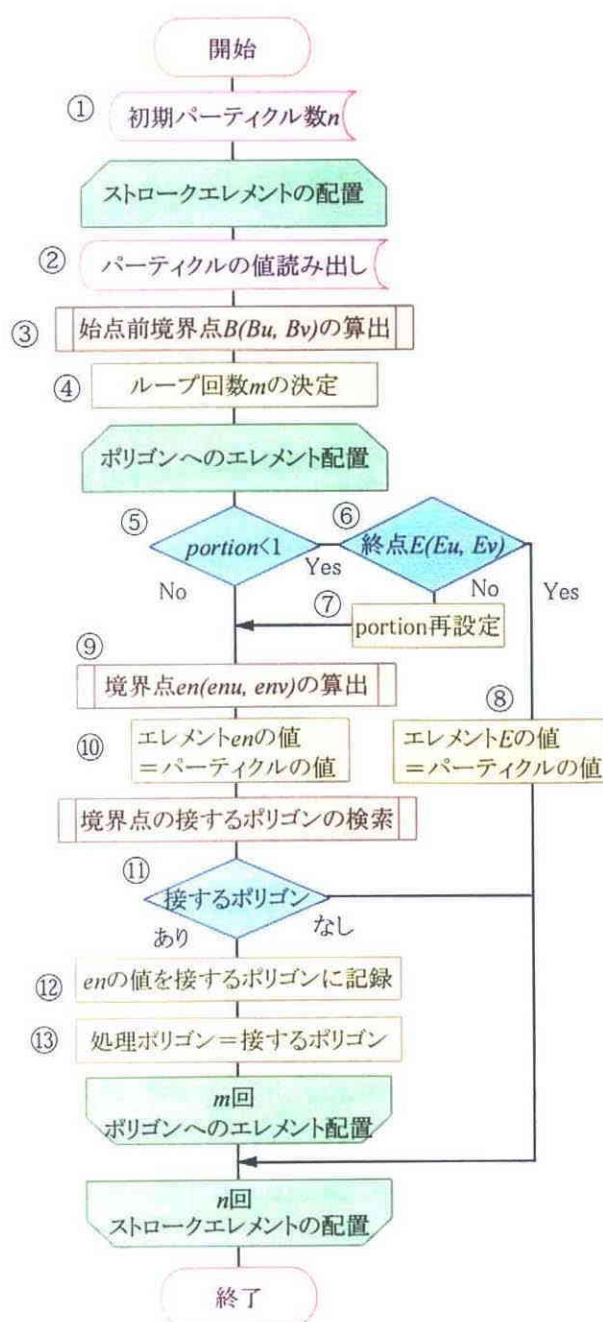 開始
①
初期パーティクル数n
ストロークエレメントの配置
②
パーティクルの値読み出し
③
始点前境界点B(Bu, Bv)の算出
④
ループ回数mの決定
ポリゴンへのエレメント配置
⑤
portion<1
⑥
終点E(Eu, Ev)
Yes
No
No
Yes
⑦
portion再設定
⑨
境界点en(enu, env)の算出
⑧
⑩
エレメントenの値
＝パーティクルの値
エレメントEの値
＝パーティクルの値
境界点の接するポリゴンの検索
⑪
接するポリゴン
あり
なし
⑫
enの値を接するポリゴンに記録
⑬
処理ポリゴン＝接するポリゴン
m回
ポリゴンへのエレメント配置
n回
ストロークエレメントの配置
終了